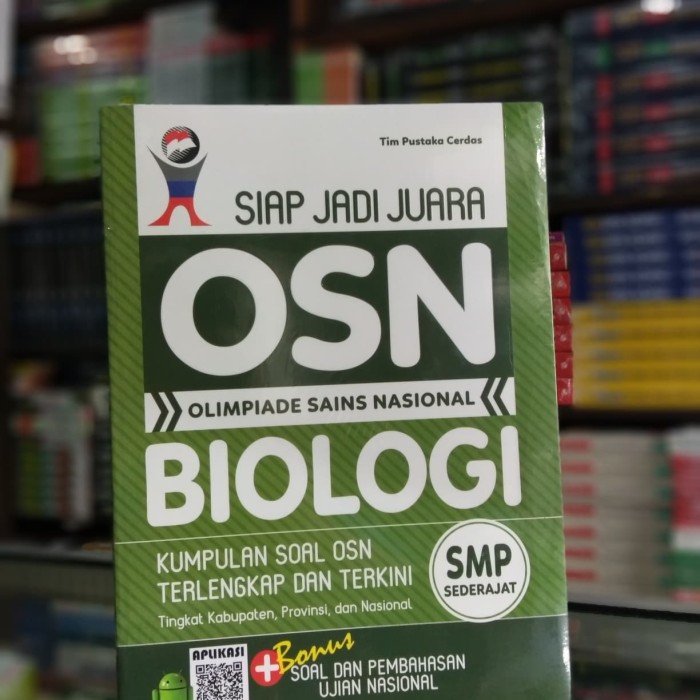 Tim Pustaka Cerdas
SIAP JADI JUARA
OSN
OLIMPIADE SAINS NASIONAL
BIOLOGI
KUMPULAN SOAL OSN
TERLENGKAP DAN TERKINI
Tingkat Kabupaten, Provinsi, dan Nasional
SMP
SEDERAJAT
APLIKASI
+Bonus
SOAL DAN PEMBAHASAN
UJIAN NASIONAL